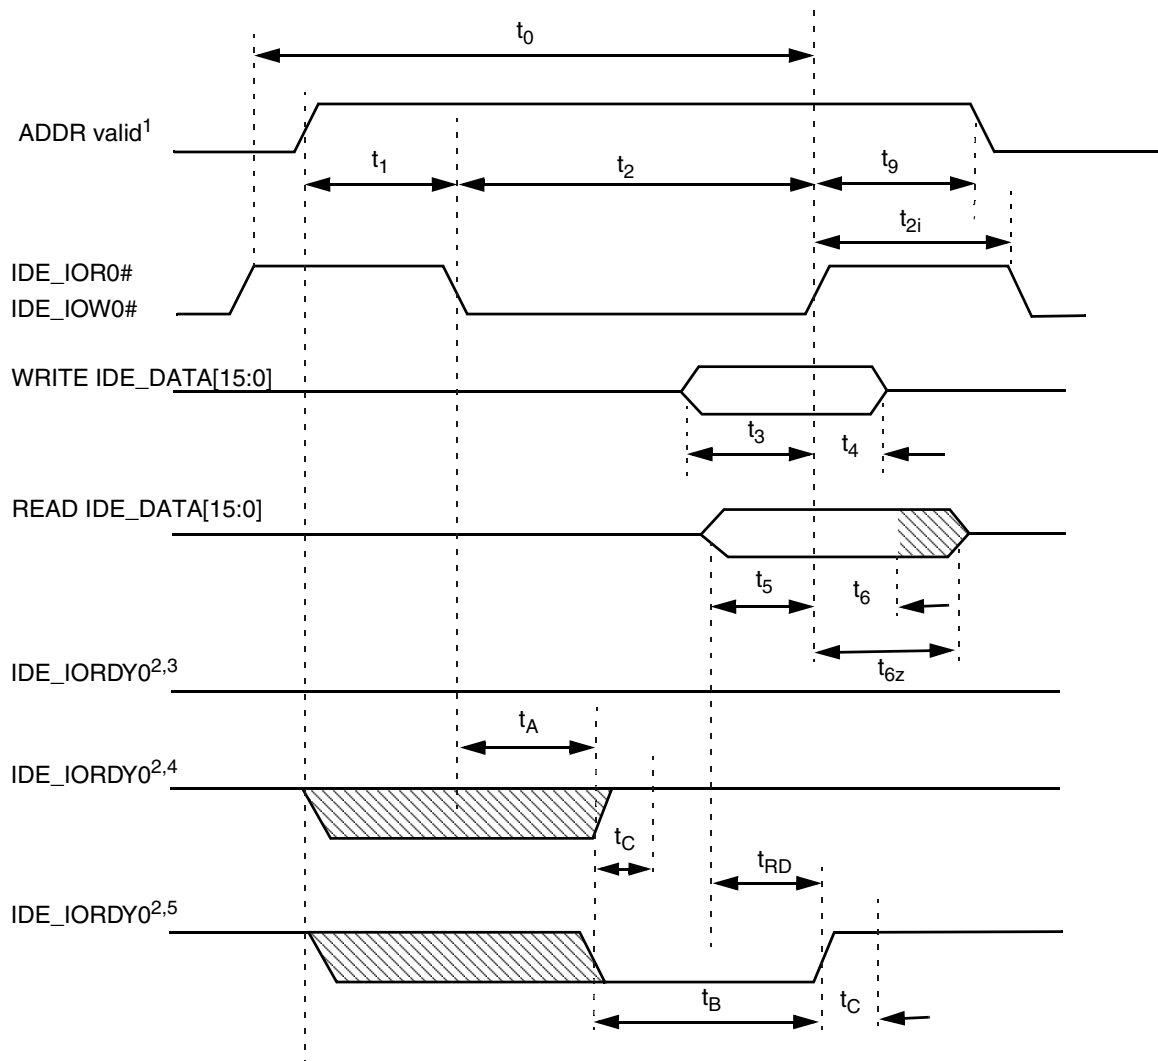 t0
ADDR valid1
t1
t2
t9
t2i
IDE_IOR0#
IDE_IOW0#
WRITE IDE_DATA[15:0]
t3
t4
READ IDE_DATA[15:0]
t5
t6
t6z
IDE_IORDY02,3
tA
IDE_IORDY02,4
tC
tRD
IDE_IORDY02,5
tB
tC